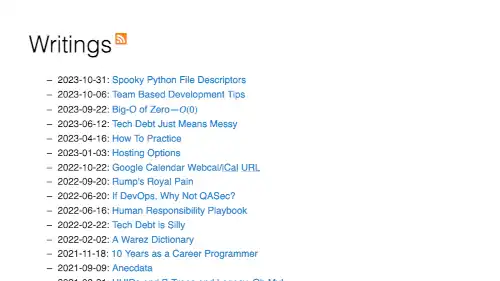 Writings
– 2023-10-31: Spooky Python File Descriptors
– 2023-10-06: Team Based Development Tips
– 2023-09-22: Big-O of Zero—O(0)
– 2023-06-12: Tech Debt Just Means Messy
– 2023-04-16: How To Practice
– 2023-01-03: Hosting Options
– 2022-10-22: Google Calendar Webcal/iCal URL
– 2022-09-20: Rump's Royal Pain
– 2022-06-20: If DevOps, Why Not QASec?
– 2022-06-16: Human Responsibility Playbook
– 2022-02-22: Tech Debt is Silly
– 2022-02-02: A Warez Dictionary
– 2021-11-18: 10 Years as a Career Programmer
– 2021-09-09: Anecdata